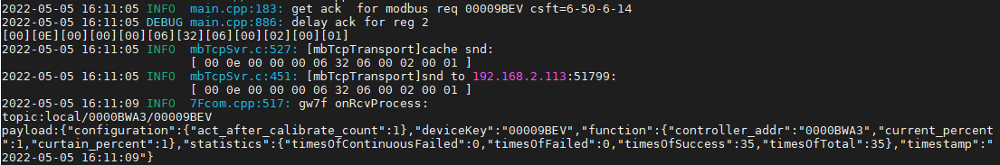 2022-05-05 16:11:05 INFO  main.cpp:183: get ack  for modbus req 00009BEV csft=6-50-6-14
2022-05-05 16:11:05 DEBUG main.cpp:886: delay ack for reg 2
[00][0E][00][00][00][06][32][06][00][02][00][01]
2022-05-05 16:11:05 INFO  mbTcpSvr.c:527: [mbTcpTransport]cache snd:
[ 00 0e 00 00 00 06 32 06 00 02 00 01 ]
2022-05-05 16:11:05 INFO  mbTcpSvr.c:451: [mbTcpTransport]snd to 192.168.2.113:51799:
[ 00 0e 00 00 00 06 32 06 00 02 00 01 ]
2022-05-05 16:11:09 INFO  7Fcom.cpp:517: gw7f onRcvProcess:
topic:local/0000BWA3/00009BEV
payload:{"configuration":{"act_after_calibrate_count":1},"deviceKey":"00009BEV","function":{"controller_addr":"0000BWA3","current_percent
":1,"curtain_percent":1},"statistics":{"timesOfContinuousFailed":0,"timesOfFailed":0,"timesOfSuccess":35,"timesOfTotal":35},"timestamp":"
2022-05-05 16:11:09"}